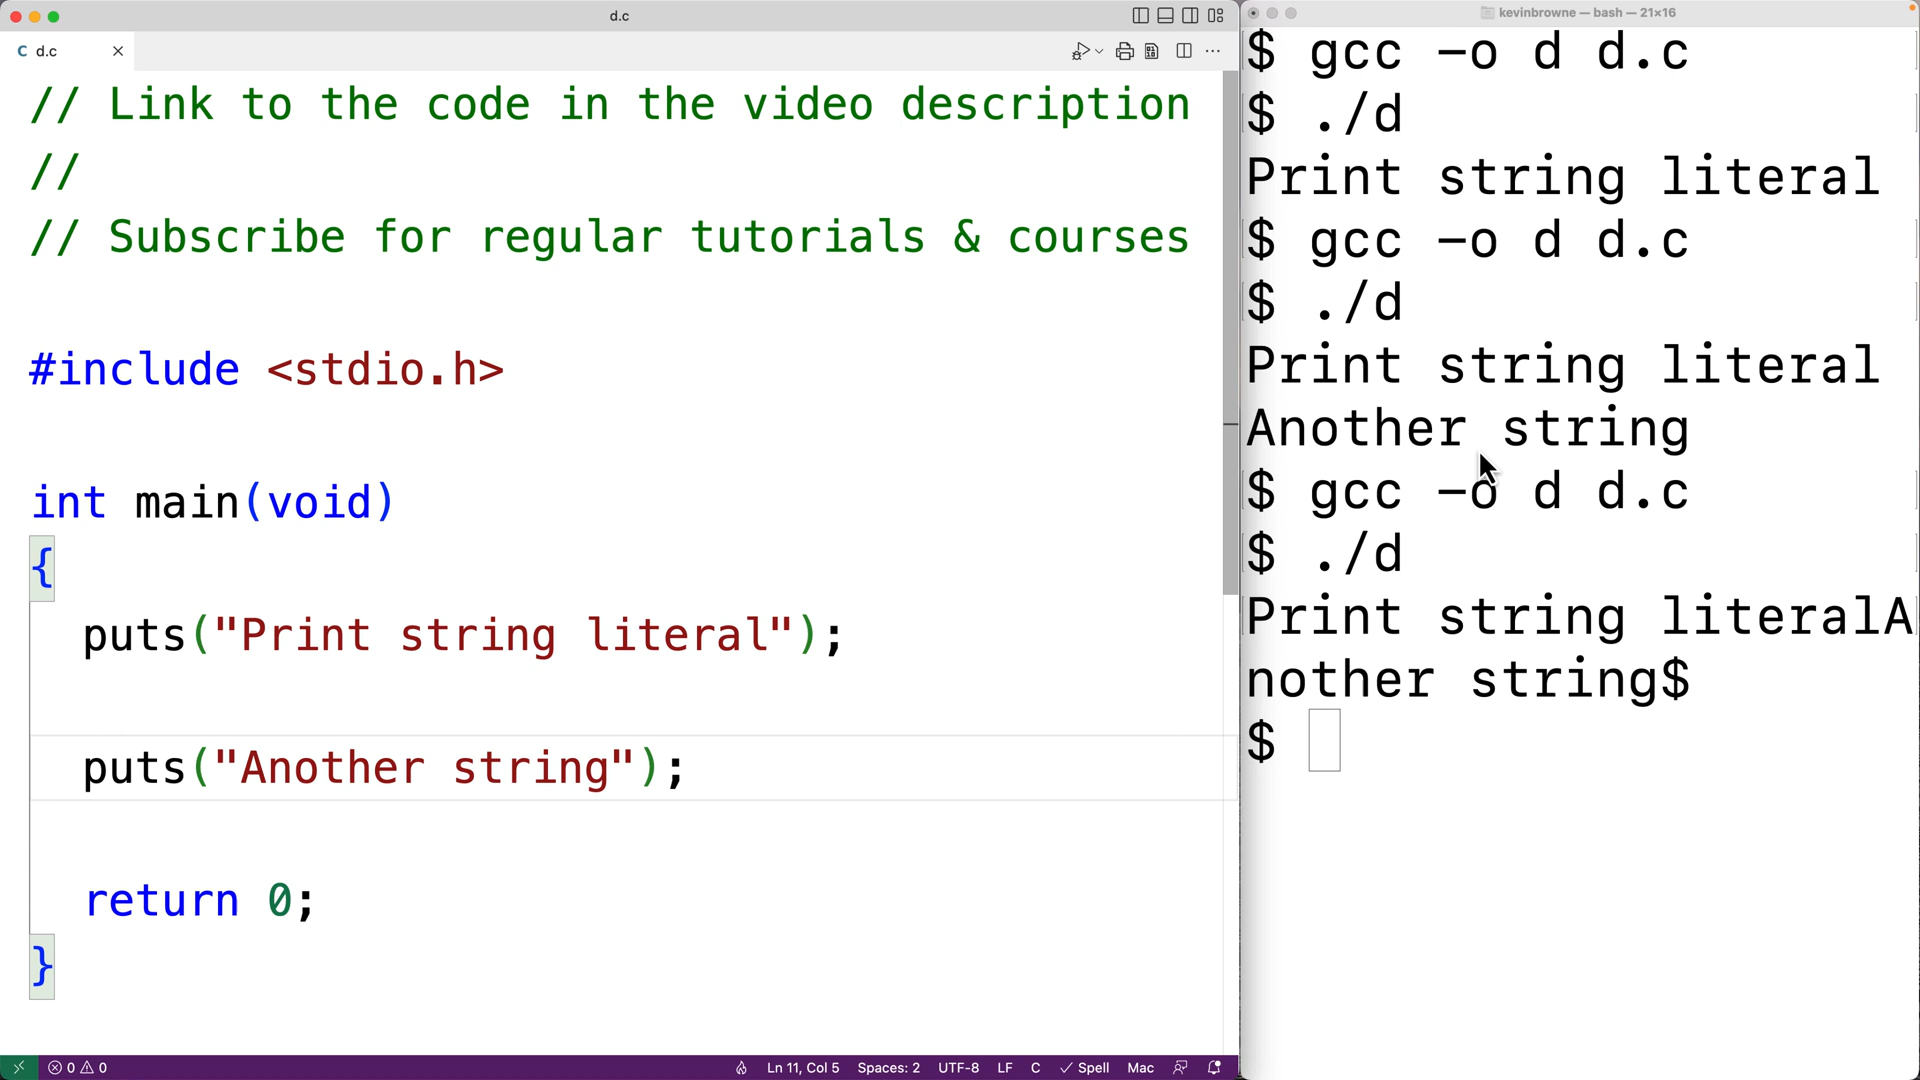 d.c
C d.c
// Link to the code in the video description
//
// Subscribe for regular tutorials & courses
#include <stdio.h>
int main(void)
{
puts("Print string literal");
puts("Another string");
return 0;
}
0 0
Ln 11, Col 5 Spaces: 2 UTF-8 LF C Spell Mac
kevinbrowne — bash — 21×16
$ gcc -o d d.c
$ ./d
Print string literal
$ gcc -o d d.c
$ ./d
Print string literal
Another string
$ gcc -o d d.c
$ ./d
Print string literalA
nother string$
$